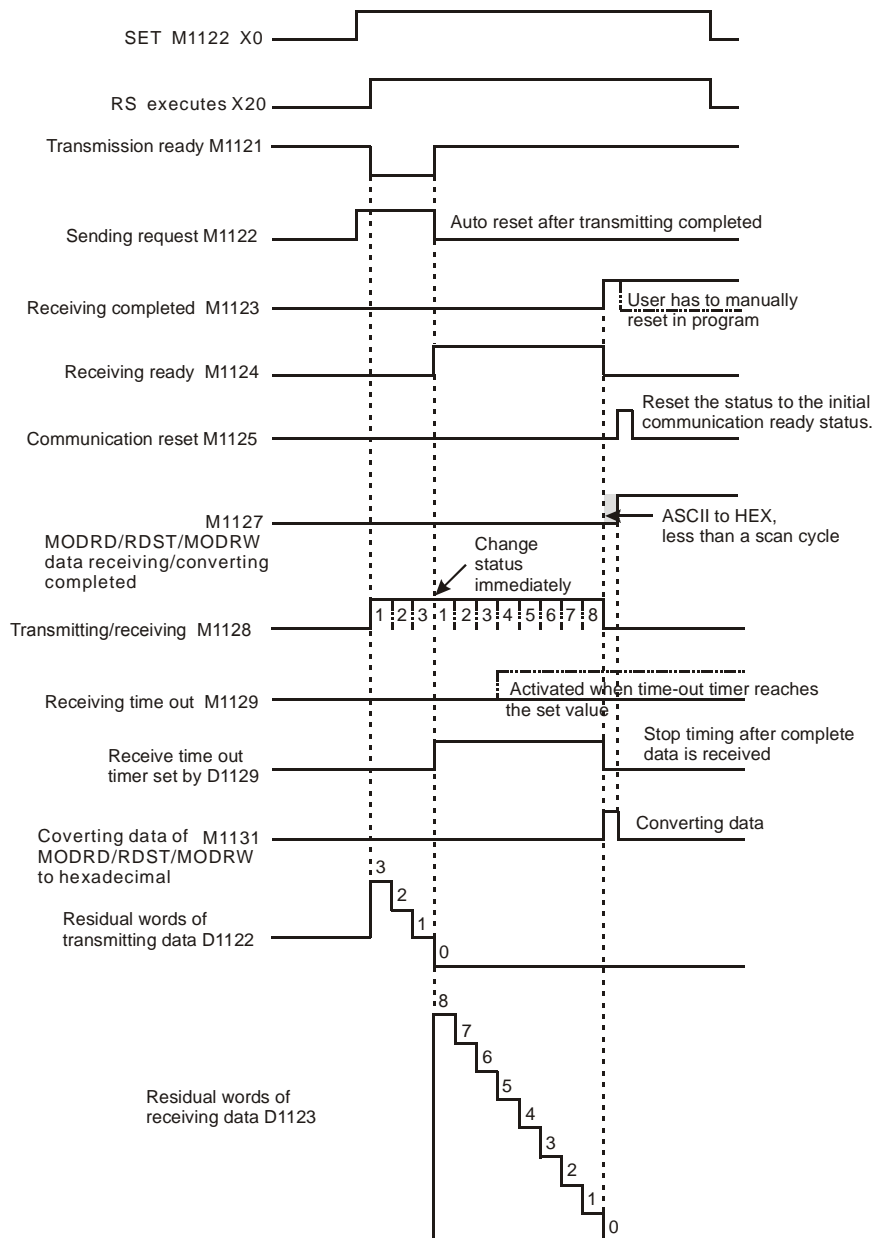 SET M1122 X0
RS executes X20
Transmission ready M1121
Sending request M1122
Auto reset after transmitting completed
Receiving completed M1123
User has to manually
reset in program
Receiving ready M1124
Reset the status to the initial
communication ready status.
Communication reset M1125
M1127
MODRD/RDST/MODRW
data receiving/converting
completed
ASCII to HEX,
less than a scan cycle
Change
status
immediately
Transmitting/receiving M1128
1 2 3 1 2 3 4 5 6 7 8
Receiving time out M1129
Activated when time-out timer reaches
the set value
Receive time out
timer set by D1129
Stop timing after complete
data is received
Coverting data of M1131
MODRD/RDST/MODRW
to hexadecimal
Converting data
Residual words of
transmitting data D1122
3
2
1
0
Residual words of
receiving data D1123
8
7
6
5
4
3
2
1
0